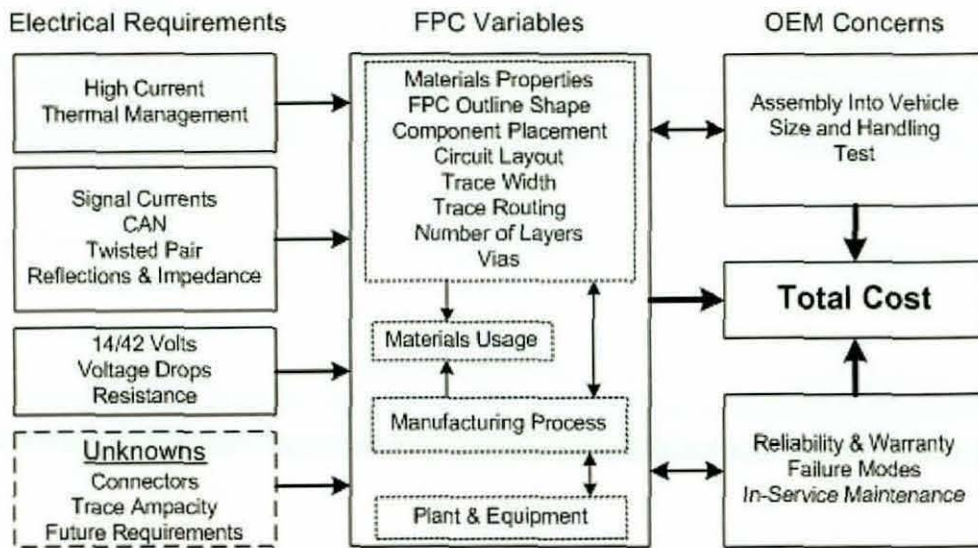 Electrical Requirements
FPC Variables
OEM Concerns
High Current
Thermal Management
Signal Currents
CAN
Twisted Pair
Reflections & Impedance
14/42 Volts
Voltage Drops
Resistance
Unknowns
Connectors
Trace Ampacity
Future Requirements
Materials Properties
FPC Outline Shape
Component Placement
Circuit Layout
Trace Width
Trace Routing
Number of Layers
Vias
Materials Usage
Manufacturing Process
Plant & Equipment
Assembly Into Vehicle
Size and Handling
Test
Total Cost
Reliability & Warranty
Failure Modes
In-Service Maintenance